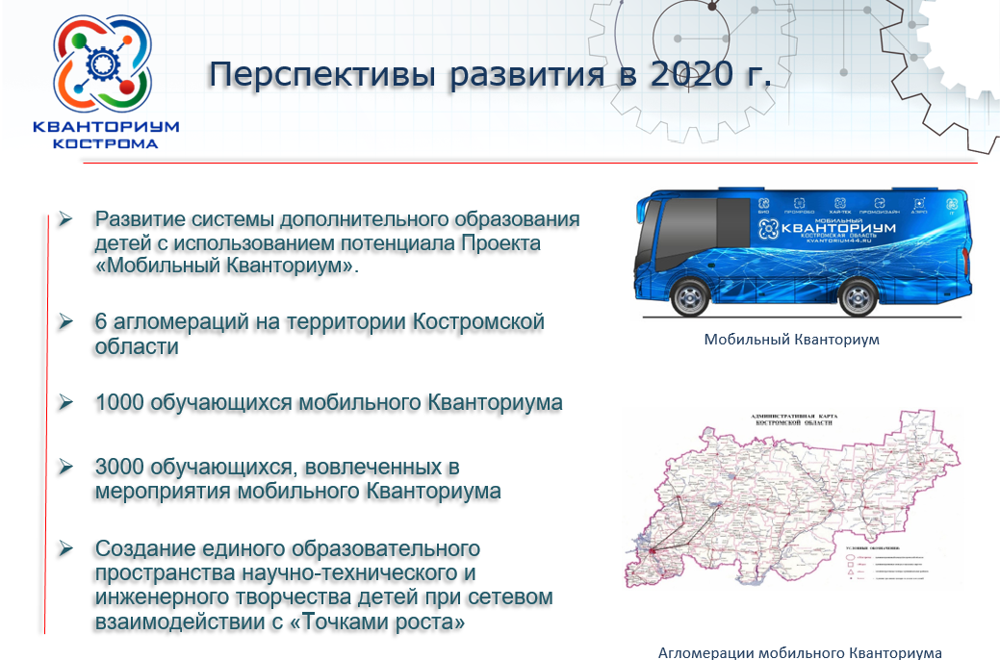 КВАНТОРИУМ
КОСТРОМА
Перспективы развития в 2020 г.
Развитие системы дополнительного образования
детей с использованием потенциала Проекта
«Мобильный Кванториум».
6 агломераций на территории Костромской
области
1000 обучающихся мобильного Кванториума
3000 обучающихся, вовлеченных в
мероприятия мобильного Кванториума
Создание единого образовательного
пространства научно-технического и
инженерного творчества детей при сетевом
взаимодействии с «Точками роста»
БИО ПРОМРОБО ХАЙ-ТЕК ПРОМДИЗАЙН АЭРО IT
МОБИЛЬНЫЙ
КВАНТОРИУМ
КОСТРОМСКАЯ ОБЛАСТЬ
KVANTORIUM44.RU
Мобильный Кванториум
АДМИНИСТРАТИВНАЯ КАРТА
КОСТРОМСКОЙ ОБЛАСТИ
УСЛОВНЫЕ ОБОЗНАЧЕНИЯ:
Агломерации мобильного Кванториума